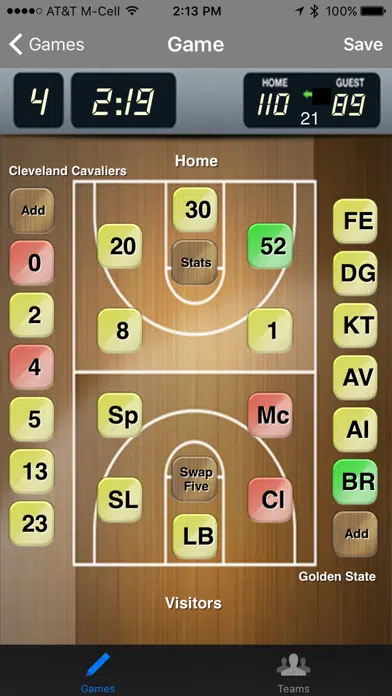 AT&T M-Cell 2:13 PM 100%
Games Game Save
4 2:19 HOME GUEST
110 89
21
Home
Cleveland Cavaliers
Add
0
2
4
5
13
23
30
20 52
Stats
8 1
Sp Mc
Swap
Five
SL CI
LB
FE
DG
KT
AV
AI
BR
Add
Golden State
Visitors
Games Teams